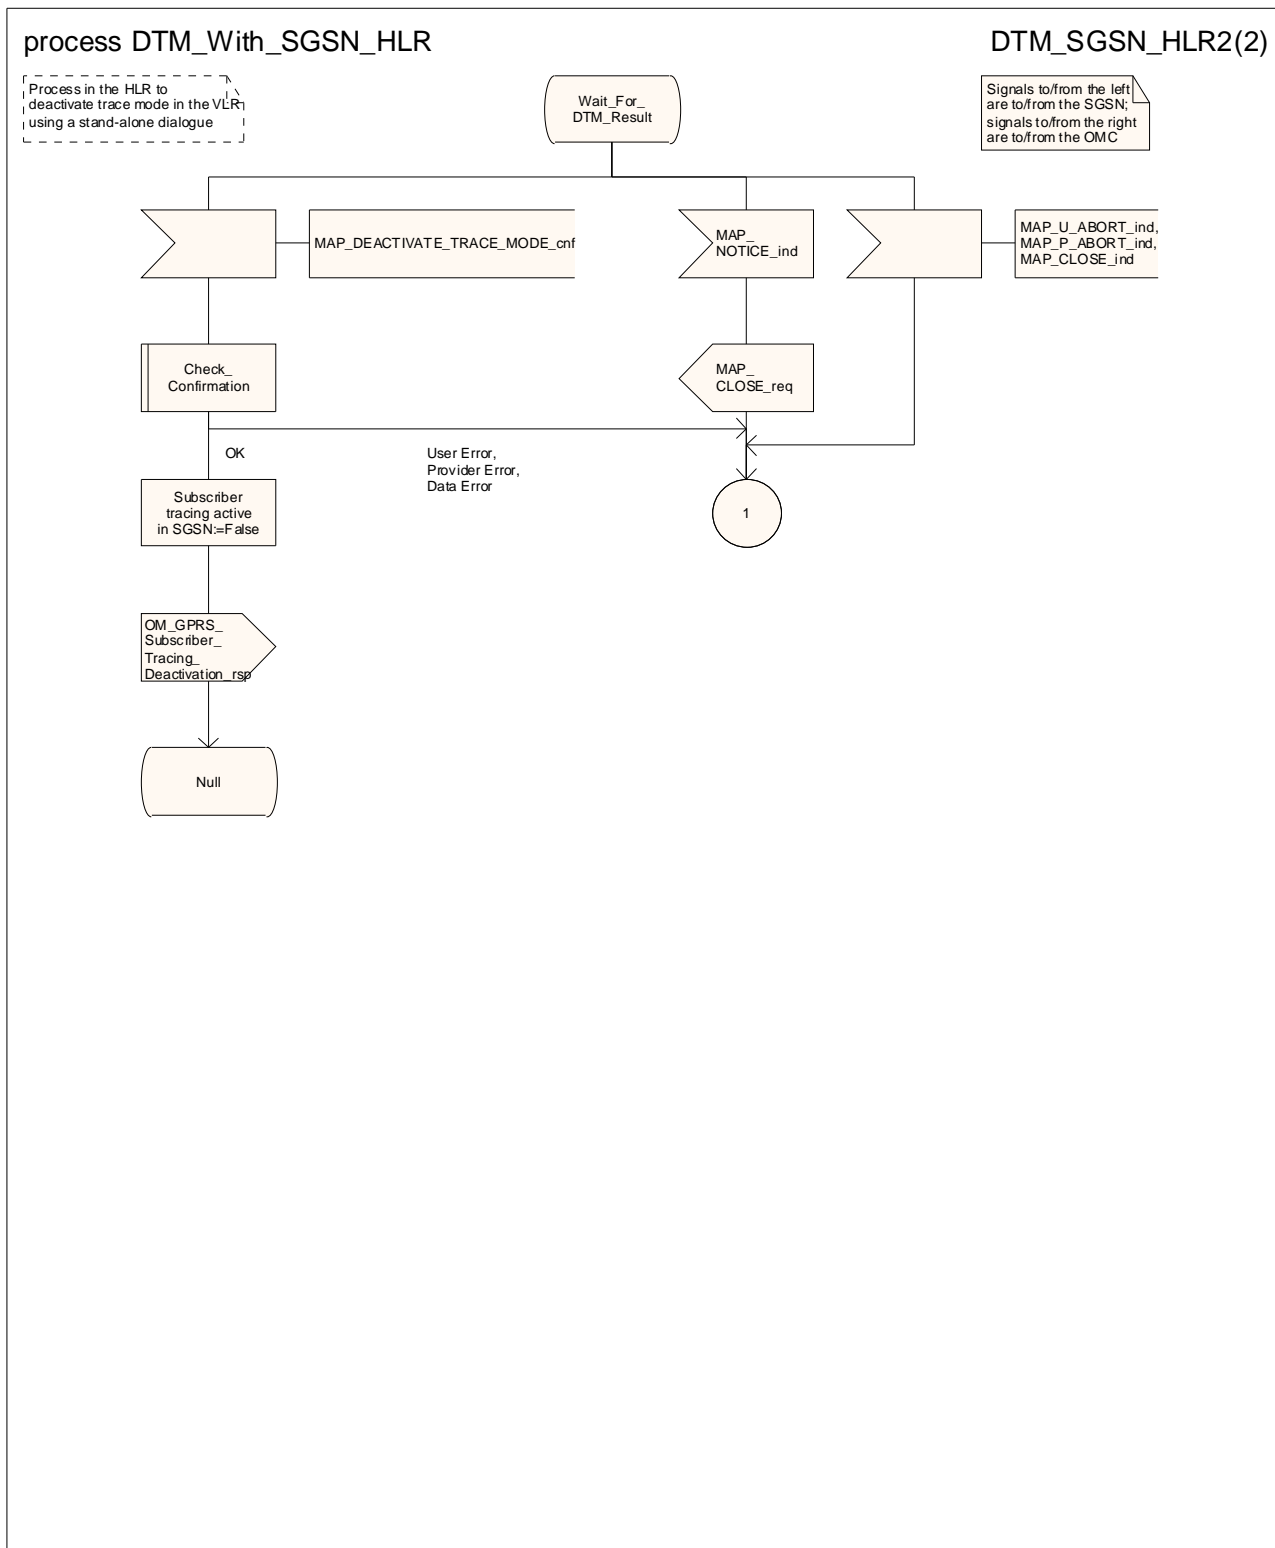 process DTM_With_SGSN_HLR
DTM_SGSN_HLR2(2)
Process in the HLR to
deactivate trace mode in the VLR
using a stand-alone dialogue
Wait_For_
DTM_Result
Signals to/from the left
are to/from the SGSN;
signals to/from the right
are to/from the OMC
MAP_DEACTIVATE_TRACE_MODE_cnf
MAP_
NOTICE_ind
MAP_U_ABORT_ind,
MAP_P_ABORT_ind,
MAP_CLOSE_ind
Check_
Confirmation
MAP_
CLOSE_req
OK
User Error,
Provider Error,
Data Error
Subscriber
tracing active
in SGSN:=False
1
OM_GPRS_
Subscriber_
Tracing_
Deactivation_rsp
Null